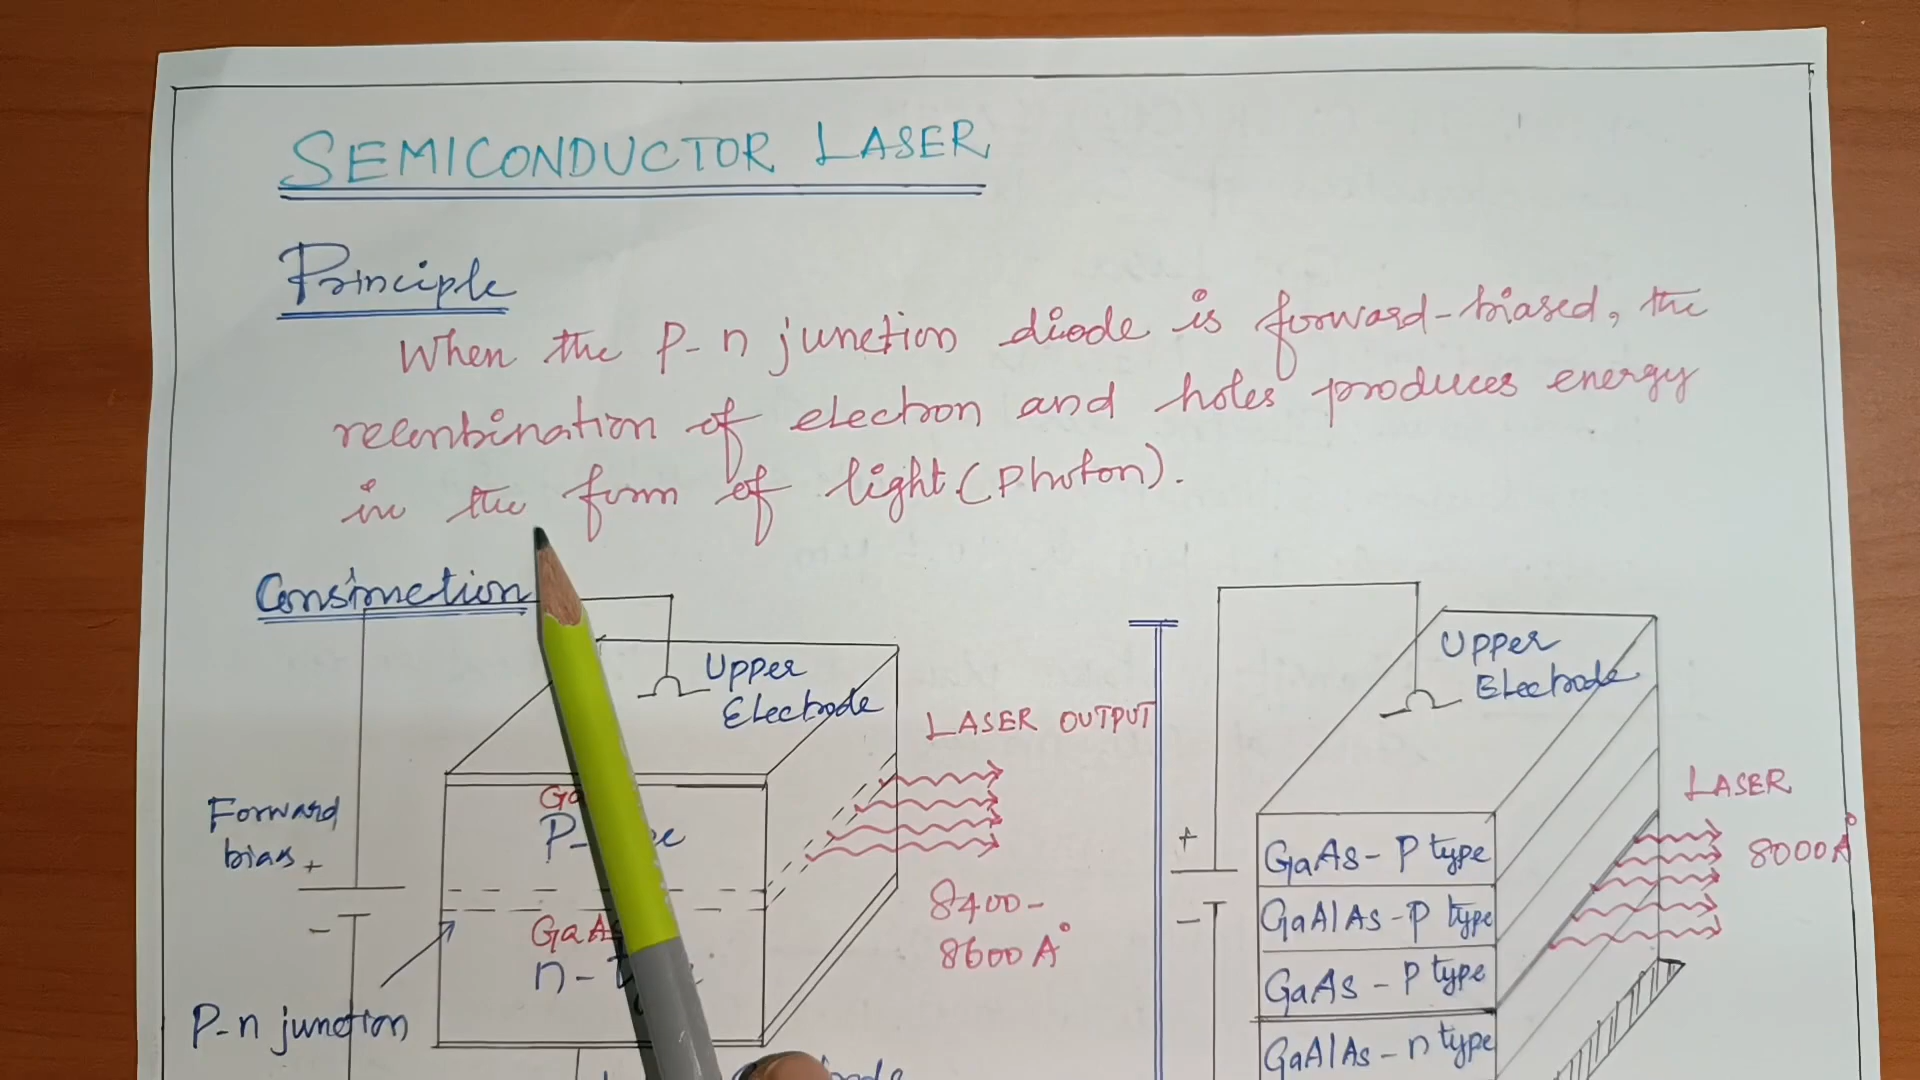 SEMICONDUCTOR LASER
Principle
When the P-n junction diode is forward-biased, the
recombination of electron and holes produces energy
in the form of light (Photon).
Construction
Upper
Electrode
LASER OUTPUT
Forward
bias +
-
P-
n-
P-n junction
8400-
8600 A°
Upper
Electrode
+
-
GaAs - P type
GaAlAs - P type
GaAs - P type
GaAlAs - n type
LASER
8000A°